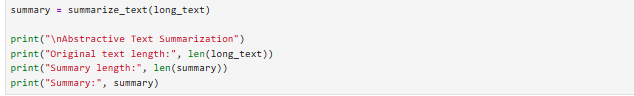 summary = summarize_text(long_text)
print("\nAbstractive Text Summarization")
print("Original text length:", len(long_text))
print("Summary length:", len(summary))
print("Summary:", summary)